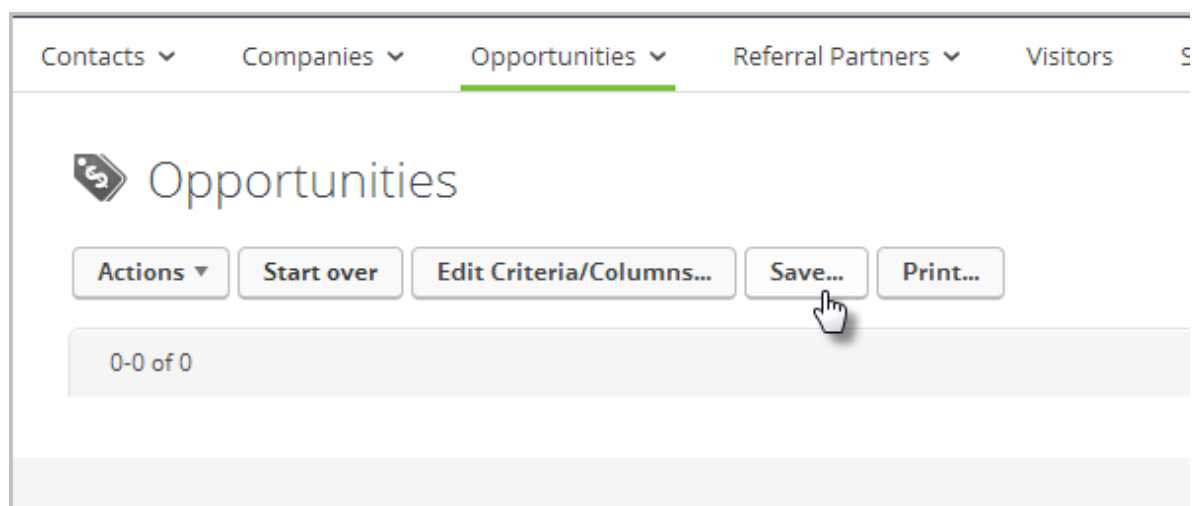 Contacts Companies Opportunities Referral Partners Visitors
Opportunities
Actions Start over Edit Criteria/Columns... Save... Print...
0-0 of 0